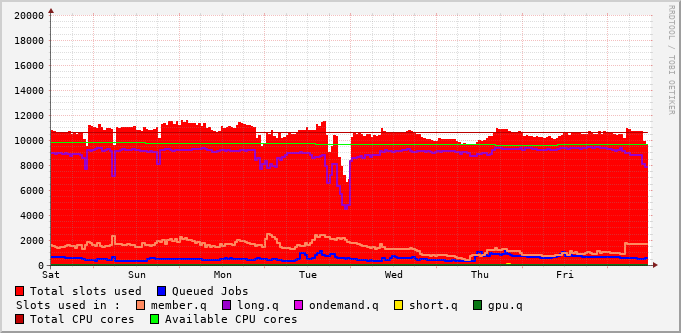 20000
18000
16000
14000
12000
10000
8000
6000
4000
2000
0
Sat Sun Mon Tue Wed Thu Fri
Total slots used Queued Jobs
Slots used in : member.q long.q ondemand.q short.q gpu.q
Total CPU cores Available CPU cores
RRDTOOL / TOBI OETIKER